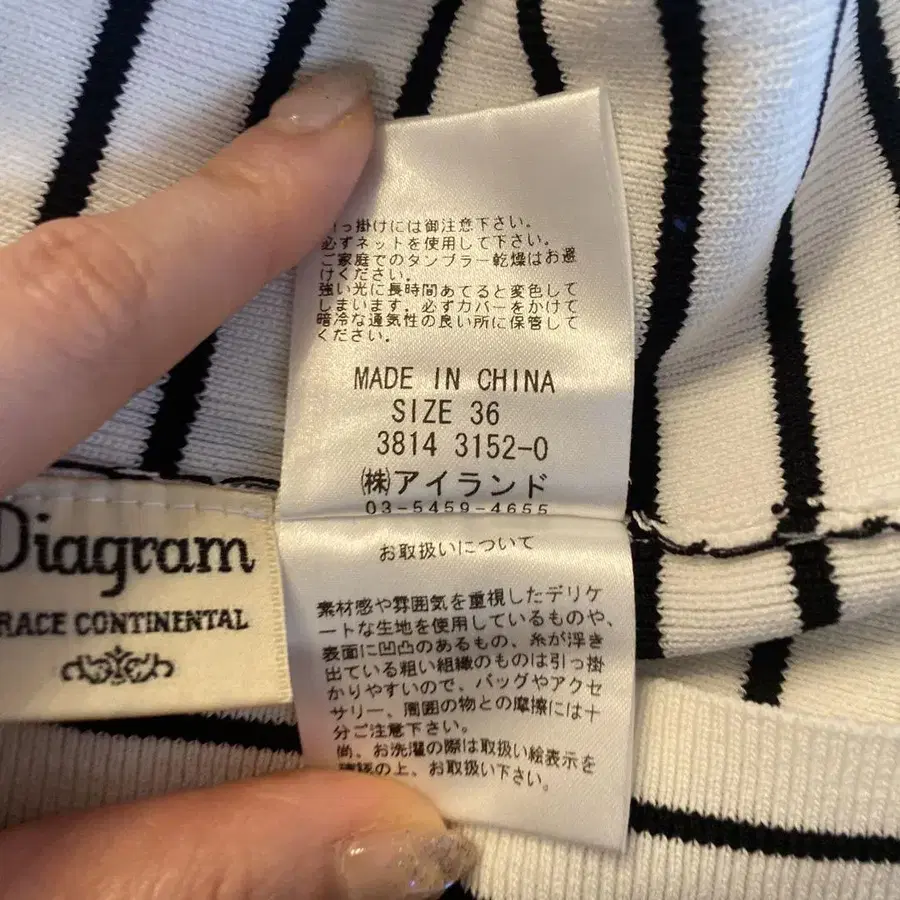 っ掛けには御注意下さい。
必ずネットを使用して下さい。
ご家庭でのタンブラー乾燥はお避
けください。
強い光に長時間あてると変色して
しまいます。必ずカバーをかけて
暗冷な通気性の良い所に保管して
ください。
MADE IN CHINA
SIZE 36
3814 3152-0
㈱アイランド
03-5459-4655
Diagram
RACE CONTINENTAL
お取扱いについて
素材感や雰囲気を重視したデリケ
ートな生地を使用しているものや、
表面に凹凸のあるもの、糸が浮き
出ている粗い組織のものは引っ掛
かりやすいので、バッグやアクセ
サリー、周囲の物との摩擦には十
分ご注意下さい。
尚、お洗濯の際は取扱い絵表示を
確認の上、お取扱い下さい。